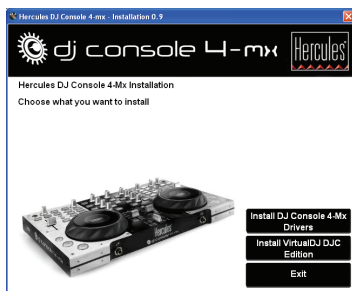 Hercules DJ Console 4-mx - Installation 0.9
dj console 4-mx
Hercules
Hercules DJ Console 4-Mx Installation
Choose what you want to install
Install DJ Console 4-Mx
Drivers
Install VirtualDJ DJC
Edition
Exit